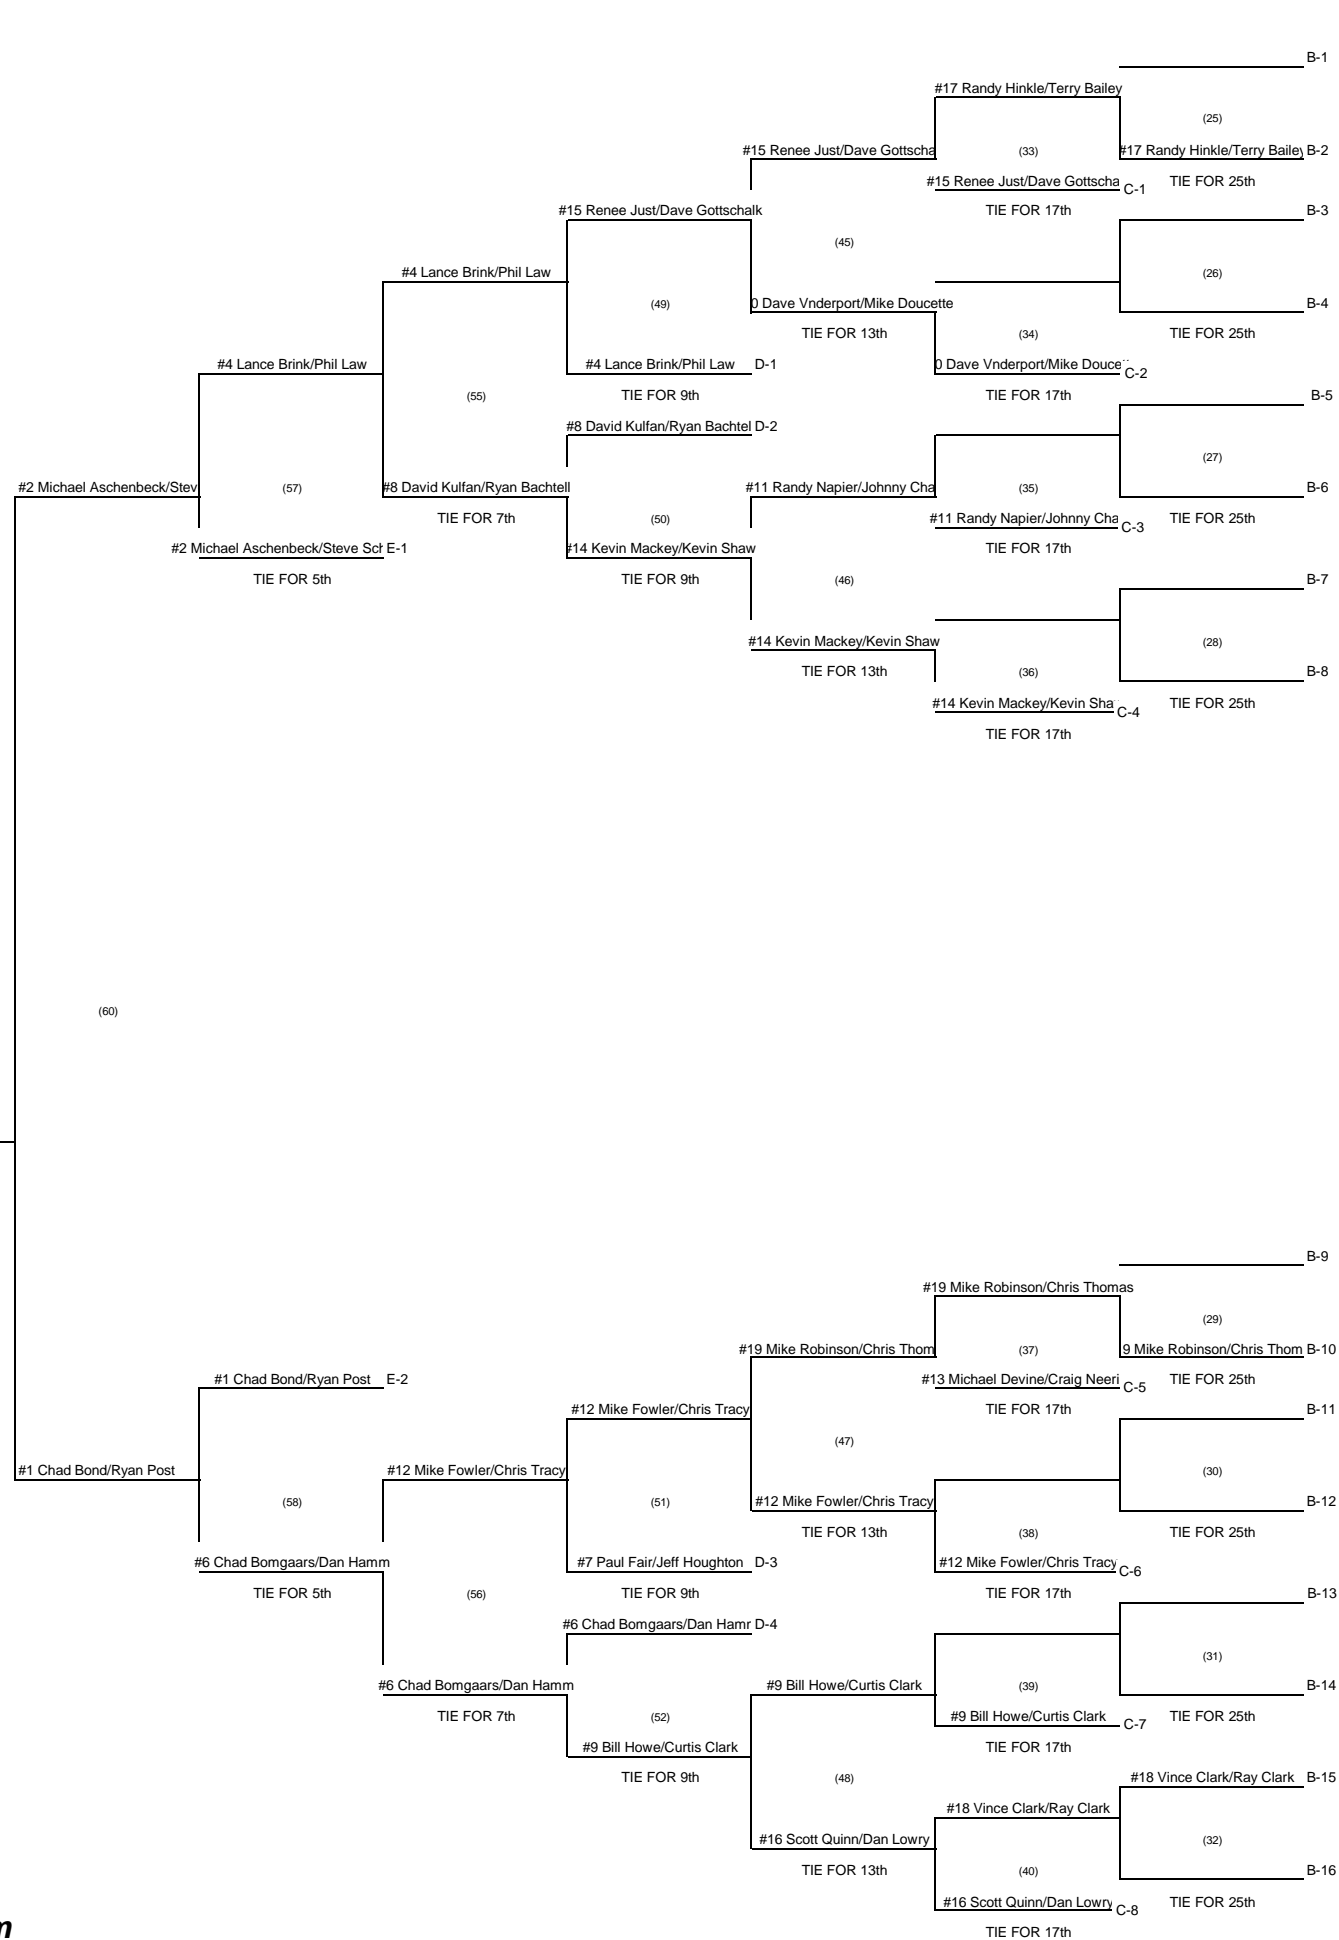 B-1
#17 Randy Hinkle/Terry Bailey
(25)
#15 Renee Just/Dave Gottscha
(33)
#17 Randy Hinkle/Terry Bailey B-2
#15 Renee Just/Dave Gottscha C-1
TIE FOR 25th
#15 Renee Just/Dave Gottschalk
TIE FOR 17th
B-3
(45)
#4 Lance Brink/Phil Law
(26)
(49)
0 Dave Vnderport/Mike Doucette
B-4
TIE FOR 13th
(34)
TIE FOR 25th
#4 Lance Brink/Phil Law
#4 Lance Brink/Phil Law D-1
0 Dave Vnderport/Mike Douce C-2
(55)
TIE FOR 9th
TIE FOR 17th
B-5
#8 David Kulfan/Ryan Bachtel D-2
(27)
#2 Michael Aschenbeck/Stev
(57)
#8 David Kulfan/Ryan Bachtell
#11 Randy Napier/Johnny Cha
(35)
B-6
TIE FOR 7th
(50)
#11 Randy Napier/Johnny Cha C-3
TIE FOR 25th
#2 Michael Aschenbeck/Steve Sch E-1
#14 Kevin Mackey/Kevin Shaw
TIE FOR 17th
TIE FOR 5th
TIE FOR 9th
(46)
B-7
#14 Kevin Mackey/Kevin Shaw
(28)
TIE FOR 13th
(36)
B-8
#14 Kevin Mackey/Kevin Sha C-4
TIE FOR 25th
TIE FOR 17th
(60)
B-9
#19 Mike Robinson/Chris Thomas
(29)
#19 Mike Robinson/Chris Thom
(37)
9 Mike Robinson/Chris Thom B-10
#1 Chad Bond/Ryan Post E-2
#13 Michael Devine/Craig Neeri C-5
TIE FOR 25th
#12 Mike Fowler/Chris Tracy
TIE FOR 17th
B-11
(47)
#1 Chad Bond/Ryan Post
#12 Mike Fowler/Chris Tracy
(30)
(58)
(51)
#12 Mike Fowler/Chris Tracy
B-12
TIE FOR 13th
(38)
TIE FOR 25th
#6 Chad Bomgaars/Dan Hamm
#7 Paul Fair/Jeff Houghton D-3
#12 Mike Fowler/Chris Tracy C-6
TIE FOR 5th
(56)
TIE FOR 9th
TIE FOR 17th
B-13
#6 Chad Bomgaars/Dan Hamr D-4
(31)
#6 Chad Bomgaars/Dan Hamm
#9 Bill Howe/Curtis Clark
(39)
B-14
TIE FOR 7th
(52)
#9 Bill Howe/Curtis Clark C-7
TIE FOR 25th
#9 Bill Howe/Curtis Clark
TIE FOR 17th
TIE FOR 9th
(48)
#18 Vince Clark/Ray Clark B-15
#18 Vince Clark/Ray Clark
#16 Scott Quinn/Dan Lowry
(32)
TIE FOR 13th
(40)
B-16
#16 Scott Quinn/Dan Lowry C-8
TIE FOR 25th
TIE FOR 17th